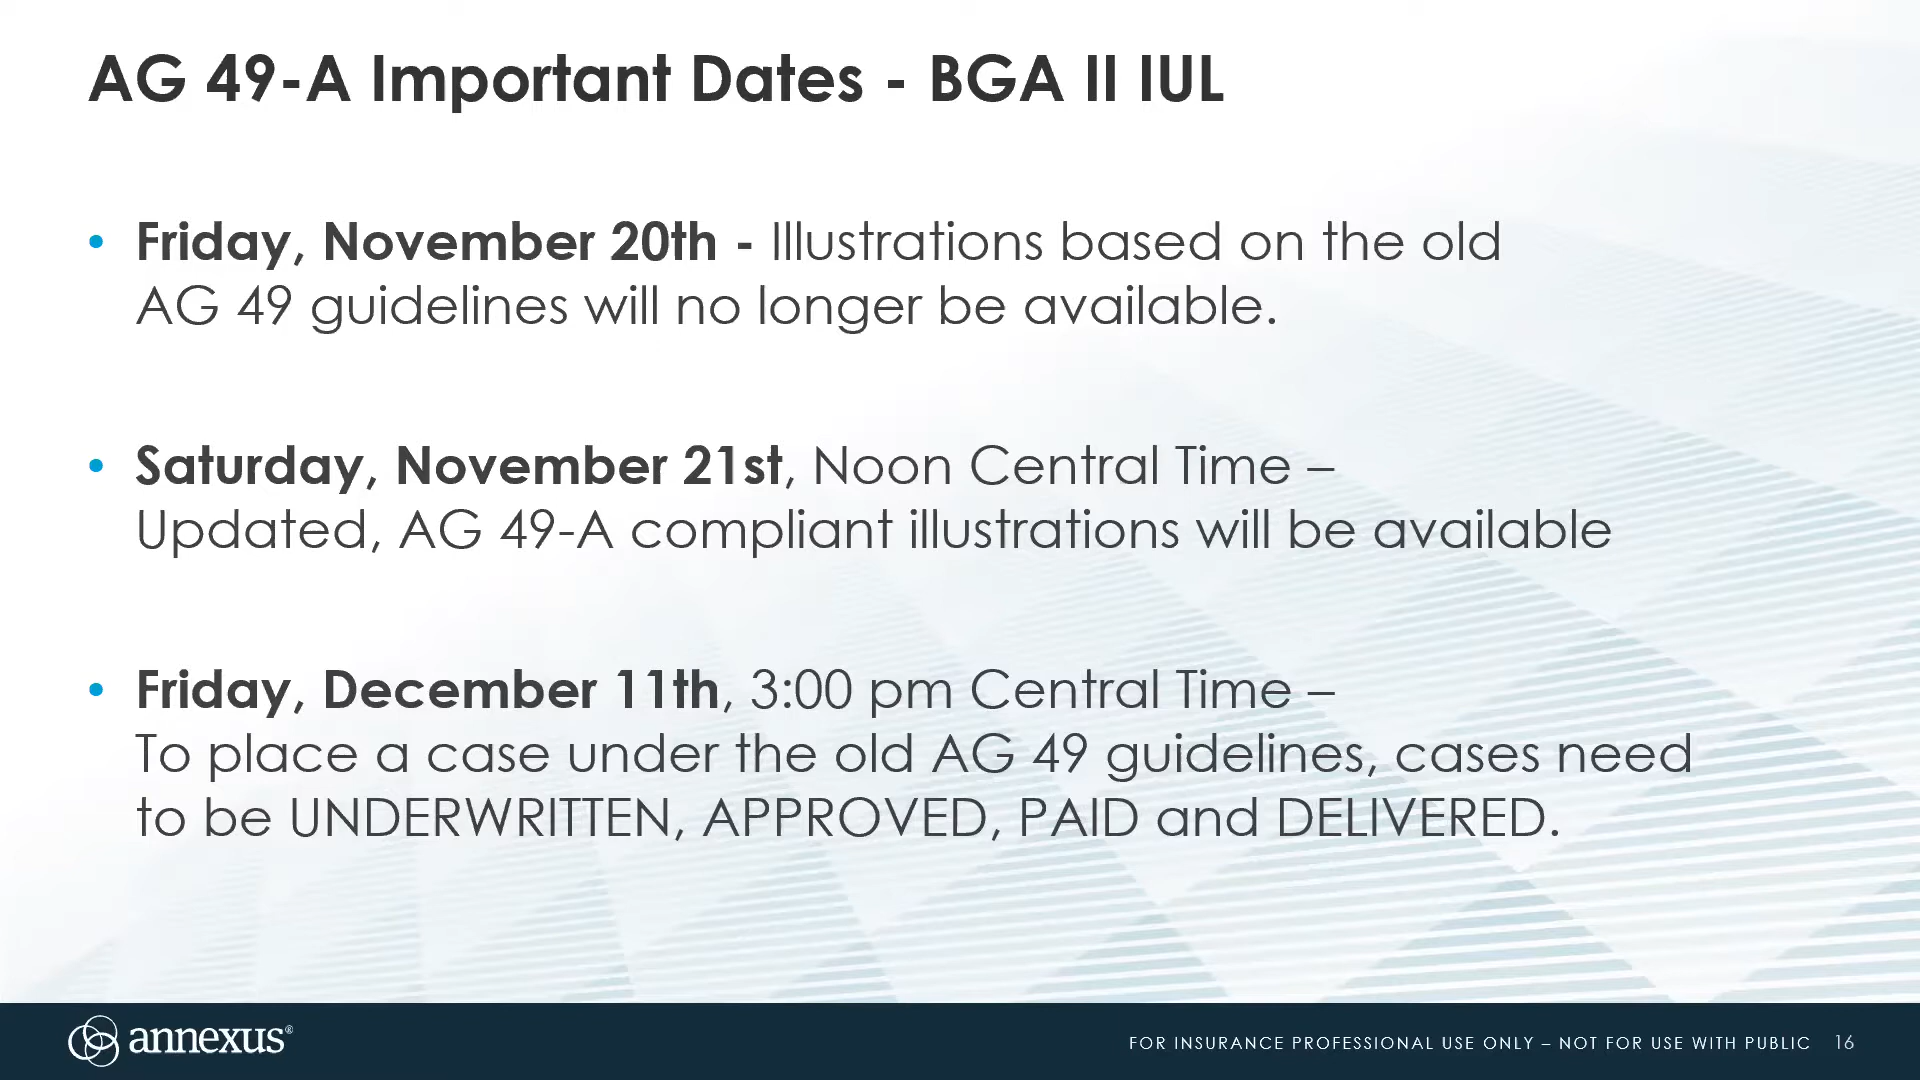 AG 49-A Important Dates - BGA II IUL
• Friday, November 20th - Illustrations based on the old
AG 49 guidelines will no longer be available.
• Saturday, November 21st, Noon Central Time –
Updated, AG 49-A compliant illustrations will be available
• Friday, December 11th, 3:00 pm Central Time –
To place a case under the old AG 49 guidelines, cases need
to be UNDERWRITTEN, APPROVED, PAID and DELIVERED.
annexus®
FOR INSURANCE PROFESSIONAL USE ONLY – NOT FOR USE WITH PUBLIC 16